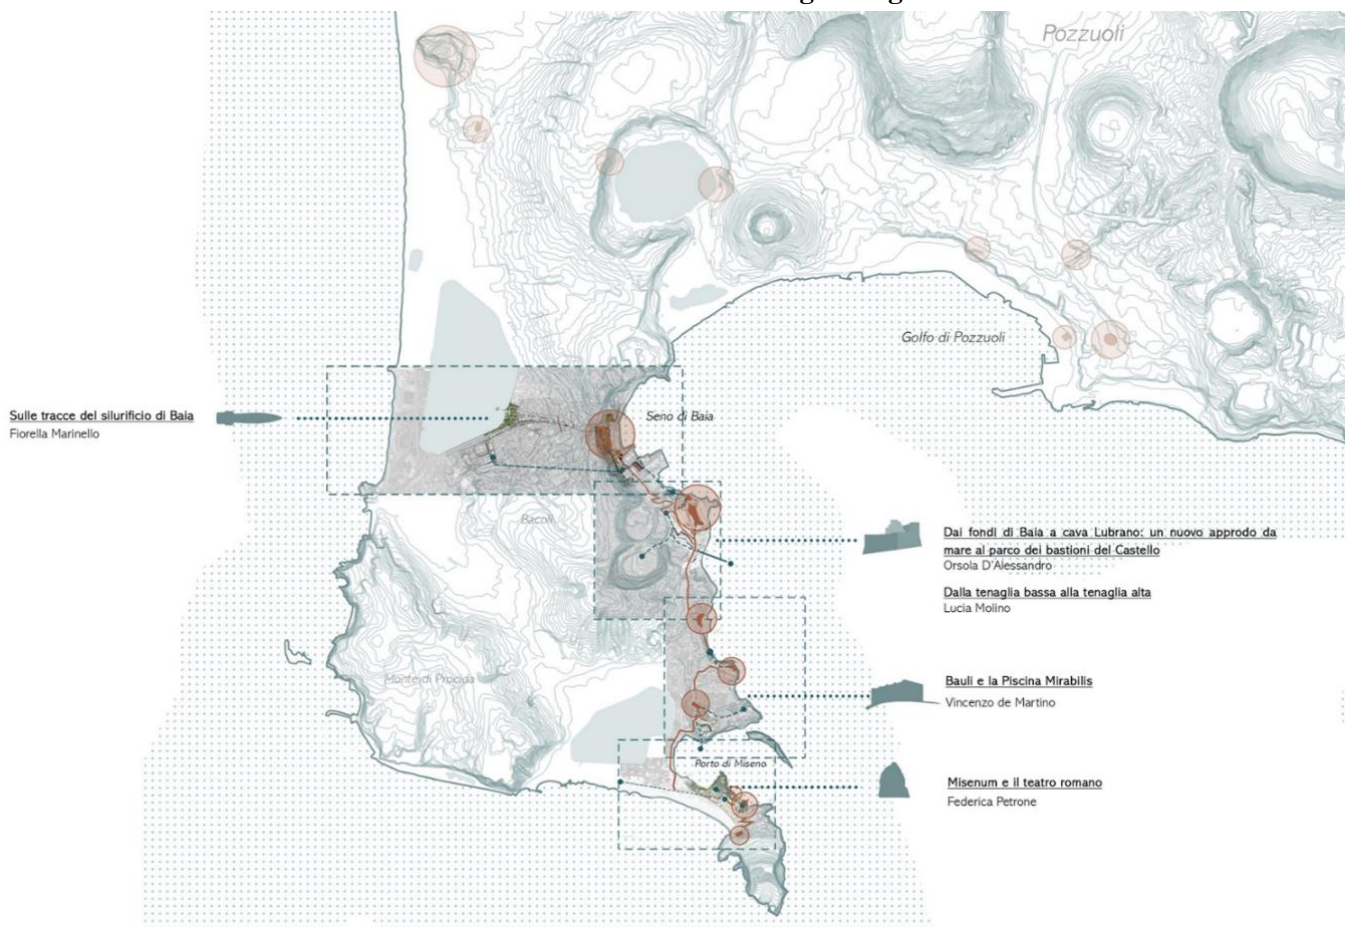 Pozzuoli
Golfo di Pozzuoli
Seno di Baia
Sulle tracce del silurificio di Baia
Fiorella Marinello
Bacoli
Dai fondi di Baia a cava Lubrano: un nuovo approdo da
mare al parco dei bastioni del Castello
Orsola D'Alessandro
Dalla tenaglia bassa alla tenaglia alta
Lucia Molino
Monte di Procida
Bauli e la Piscina Mirabilis
Vincenzo de Martino
Porto di Miseno
Misenum e il teatro romano
Federica Petrone